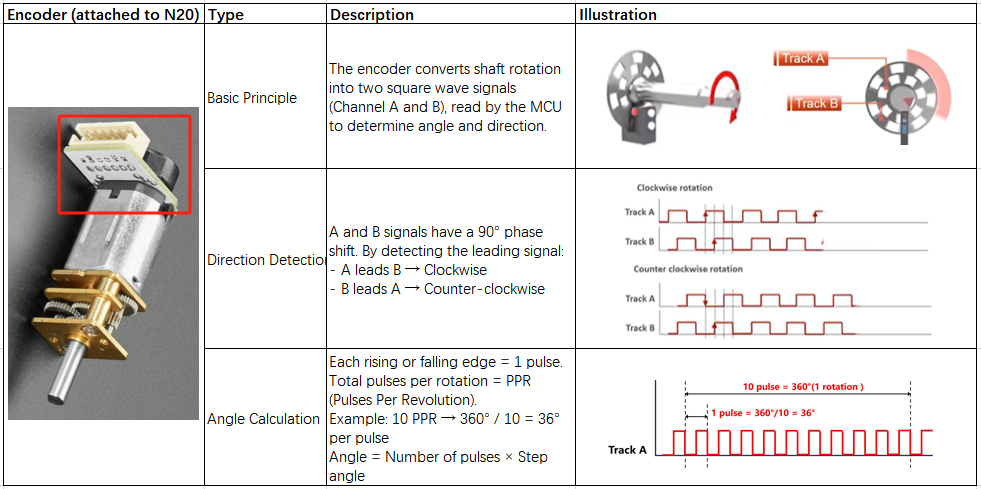 Encoder (attached to N20) Type Description Illustration
Basic Principle
The encoder converts shaft rotation
into two square wave signals
(Channel A and B), read by the MCU
to determine angle and direction.
Track A
Track B
Direction Detectio
A and B signals have a 90° phase
shift. By detecting the leading signal:
- A leads B → Clockwise
- B leads A → Counter-clockwise
Clockwise rotation
Track A
Track B
Counter clockwise rotation
Track A
Track B
Angle Calculation
Each rising or falling edge = 1 pulse.
Total pulses per rotation = PPR
(Pulses Per Revolution).
Example: 10 PPR → 360° / 10 = 36°
per pulse
Angle = Number of pulses × Step
angle
10 pulse = 360°(1 rotation )
1 pulse = 360°/10 = 36°
Track A